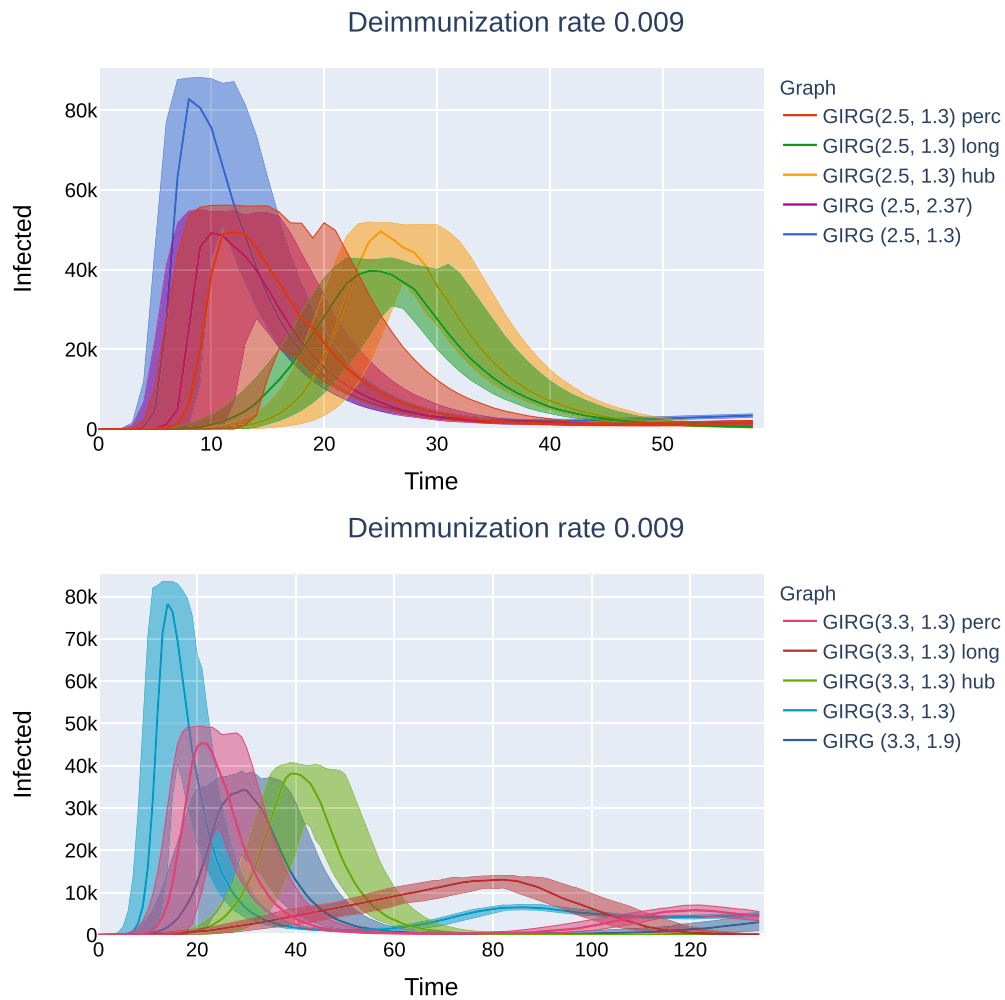 Deimmunization rate 0.009
Graph
GIRG(2.5, 1.3) perc
GIRG(2.5, 1.3) long
GIRG(2.5, 1.3) hub
GIRG (2.5, 2.37)
GIRG (2.5, 1.3)
Infected
80k
60k
40k
20k
0
0 10 20 30 40 50
Time
Deimmunization rate 0.009
Graph
GIRG(3.3, 1.3) perc
GIRG(3.3, 1.3) long
GIRG(3.3, 1.3) hub
GIRG(3.3, 1.3)
GIRG (3.3, 1.9)
Infected
80k
70k
60k
50k
40k
30k
20k
10k
0
0 20 40 60 80 100 120
Time